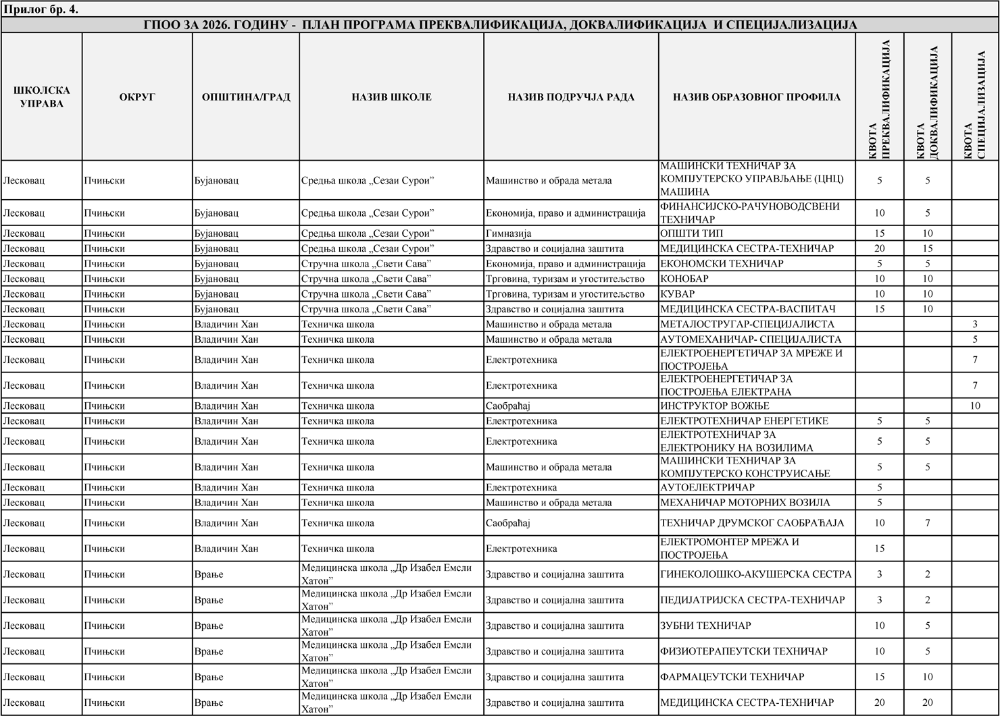 Прилог бр. 4.
ГПОО ЗА 2026. ГОДИНУ - ПЛАН ПРОГРАМА ПРЕКВАЛИФИКАЦИЈА, ДОКВАЛИФИКАЦИЈА И СПЕЦИЈАЛИЗАЦИЈА
ШКОЛСКА УПРАВА ОКРУГ ОПШТИНА/ГРАД НАЗИВ ШКОЛЕ НАЗИВ ПОДРУЧЈА РАДА НАЗИВ ОБРАЗОВНОГ ПРОФИЛА КВОТА ПРЕКВАЛИФИКАЦИЈА КВОТА ДОКВАЛИФИКАЦИЈА КВОТА СПЕЦИЈАЛИЗАЦИЈА
Лесковац Пчињски Бујановац Средња школа „Сезаи Сурои” Машинство и обрада метала МАШИНСКИ ТЕХНИЧАР ЗА КОМПЈУТЕРСКО УПРАВЉАЊЕ (ЦНЦ) МАШИНА 5 5
Лесковац Пчињски Бујановац Средња школа „Сезаи Сурои” Економија, право и администрација ФИНАНСИЈСКО-РАЧУНОВОДСВЕНИ ТЕХНИЧАР 10 5
Лесковац Пчињски Бујановац Средња школа „Сезаи Сурои” Гимназија ОПШТИ ТИП 15 10
Лесковац Пчињски Бујановац Средња школа „Сезаи Сурои” Здравство и социјална заштита МЕДИЦИНСКА СЕСТРА-ТЕХНИЧАР 20 15
Лесковац Пчињски Бујановац Стручна школа „Свети Сава” Економија, право и администрација ЕКОНОМСКИ ТЕХНИЧАР 5 5
Лесковац Пчињски Бујановац Стручна школа „Свети Сава” Трговина, туризам и угоститељство КОНОБАР 10 10
Лесковац Пчињски Бујановац Стручна школа „Свети Сава” Трговина, туризам и угоститељство КУВАР 10 10
Лесковац Пчињски Бујановац Стручна школа „Свети Сава” Здравство и социјална заштита МЕДИЦИНСКА СЕСТРА-ВАСПИТАЧ 15 10
Лесковац Пчињски Владичин Хан Техничка школа Машинство и обрада метала МЕТАЛОСТРУГАР-СПЕЦИЈАЛИСТА 3
Лесковац Пчињски Владичин Хан Техничка школа Машинство и обрада метала АУТОМЕХАНИЧАР- СПЕЦИЈАЛИСТА 5
Лесковац Пчињски Владичин Хан Техничка школа Електротехника ЕЛЕКТРОЕНЕРГЕТИЧАР ЗА МРЕЖЕ И ПОСТРОЈЕЊА 7
Лесковац Пчињски Владичин Хан Техничка школа Електротехника ЕЛЕКТРОЕНЕРГЕТИЧАР ЗА ПОСТРОЈЕЊА ЕЛЕКТРАНА 7
Лесковац Пчињски Владичин Хан Техничка школа Саобраћај ИНСТРУКТОР ВОЖЊЕ 10
Лесковац Пчињски Владичин Хан Техничка школа Електротехника ЕЛЕКТРОТЕХНИЧАР ЕНЕРГЕТИКЕ 5 5
Лесковац Пчињски Владичин Хан Техничка школа Електротехника ЕЛЕКТРОТЕХНИЧАР ЗА ЕЛЕКТРОНИКУ НА ВОЗИЛИМА 5 5
Лесковац Пчињски Владичин Хан Техничка школа Машинство и обрада метала МАШИНСКИ ТЕХНИЧАР ЗА КОМПЈУТЕРСКО КОНСТРУИСАЊЕ 5 5
Лесковац Пчињски Владичин Хан Техничка школа Електротехника АУТОЕЛЕКТРИЧАР 5
Лесковац Пчињски Владичин Хан Техничка школа Машинство и обрада метала МЕХАНИЧАР МОТОРНИХ ВОЗИЛА 5
Лесковац Пчињски Владичин Хан Техничка школа Саобраћај ТЕХНИЧАР ДРУМСКОГ САОБРАЋАЈА 10 7
Лесковац Пчињски Владичин Хан Техничка школа Електротехника ЕЛЕКТРОМОНТЕР МРЕЖА И ПОСТРОЈЕЊА 15
Лесковац Пчињски Врање Медицинска школа „Др Изабел Емсли Хатон” Здравство и социјална заштита ГИНЕКОЛОШКО-АКУШЕРСКА СЕСТРА 3 2
Лесковац Пчињски Врање Медицинска школа „Др Изабел Емсли Хатон” Здравство и социјална заштита ПЕДИЈАТРИЈСКА СЕСТРА-ТЕХНИЧАР 3 2
Лесковац Пчињски Врање Медицинска школа „Др Изабел Емсли Хатон” Здравство и социјална заштита ЗУБНИ ТЕХНИЧАР 10 5
Лесковац Пчињски Врање Медицинска школа „Др Изабел Емсли Хатон” Здравство и социјална заштита ФИЗИОТЕРАПЕУТСКИ ТЕХНИЧАР 10 5
Лесковац Пчињски Врање Медицинска школа „Др Изабел Емсли Хатон” Здравство и социјална заштита ФАРМАЦЕУТСКИ ТЕХНИЧАР 15 10
Лесковац Пчињски Врање Медицинска школа „Др Изабел Емсли Хатон” Здравство и социјална заштита МЕДИЦИНСКА СЕСТРА-ТЕХНИЧАР 20 20